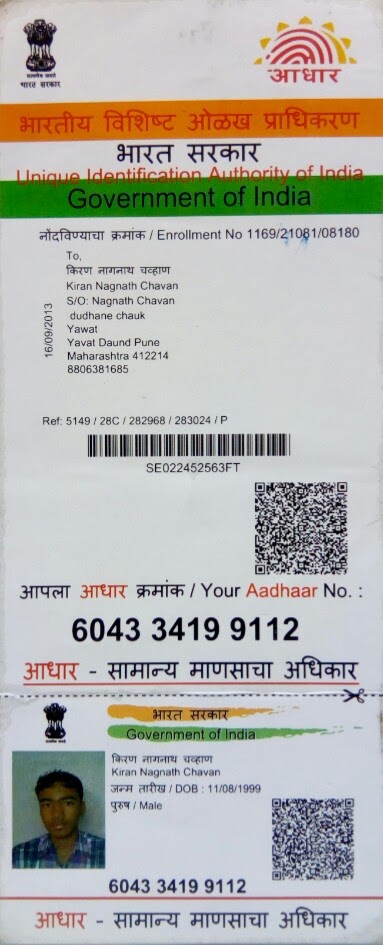 भारत सरकार
आधार
भारतीय विशिष्ट ओळख प्राधिकरण
भारत सरकार
Unique Identification Authority of India
Government of India
नोंदविण्याचा क्रमांक / Enrollment No 1169/21081/08180
To,
किरण नागनाथ चव्हाण
Kiran Nagnath Chavan
S/O: Nagnath Chavan
dudhane chauk
Yawat
Yavat Daund Pune
Maharashtra 412214
8806381685
16/09/2013
Ref: 5149 / 28C / 282968 / 283024 / P
SE022452563FT
आपला आधार क्रमांक / Your Aadhaar No. :
6043 3419 9112
आधार - सामान्य माणसाचा अधिकार
भारत सरकार
Government of India
किरण नागनाथ चव्हाण
Kiran Nagnath Chavan
जन्म तारीख / DOB : 11/08/1999
पुरुष / Male
6043 3419 9112
आधार - सामान्य माणसाचा अधिकार